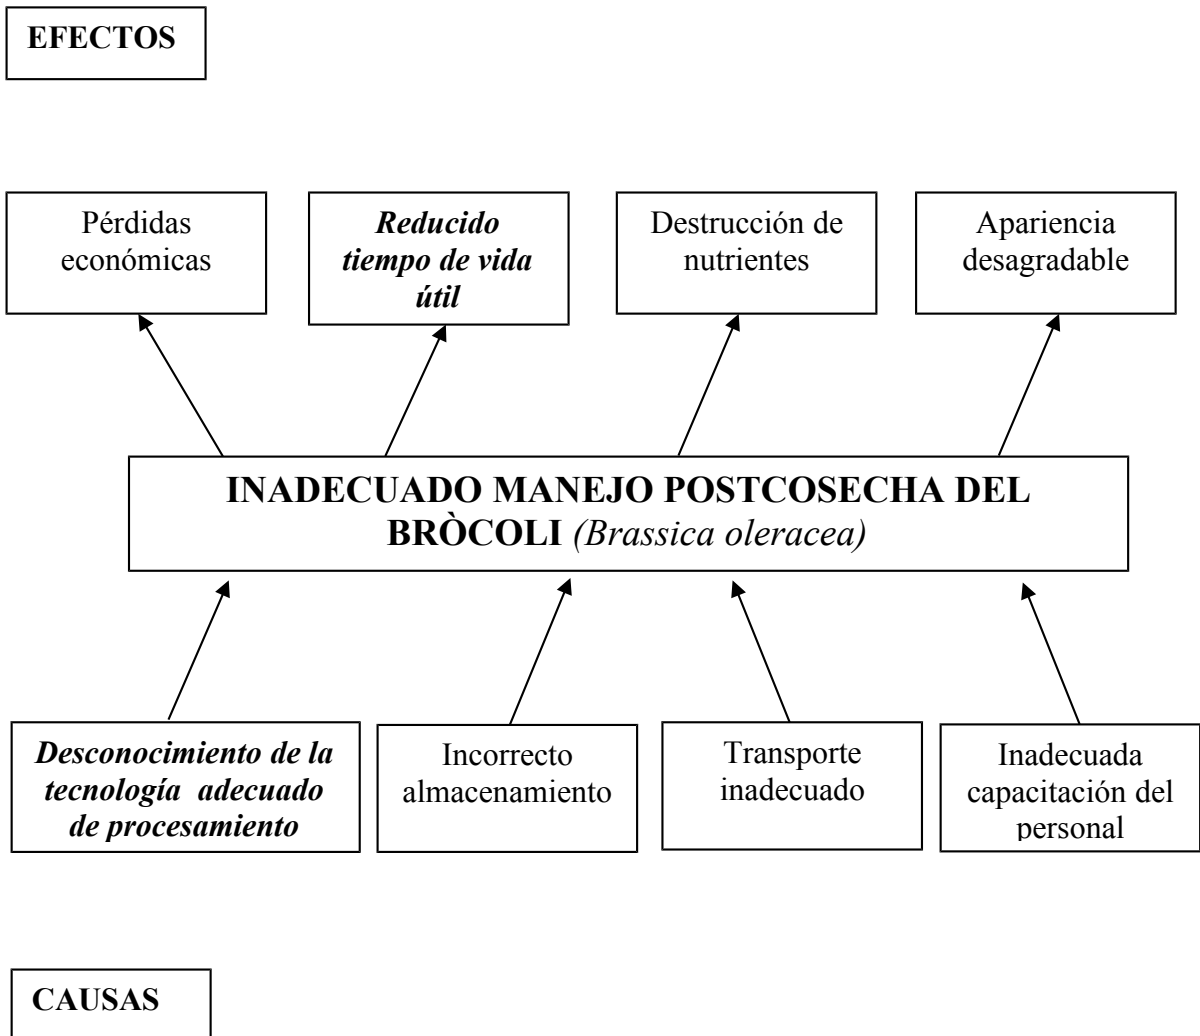 EFECTOS
Pérdidas
económicas
Reducido
tiempo de vida
útil
Destrucción de
nutrientes
Apariencia
desagradable
INADECUADO MANEJO POSTCOSECHA DEL
BRÒCOLI (Brassica oleracea)
Desconocimiento de la
tecnología adecuado
de procesamiento
Incorrecto
almacenamiento
Transporte
inadecuado
Inadecuada
capacitación del
personal
CAUSAS